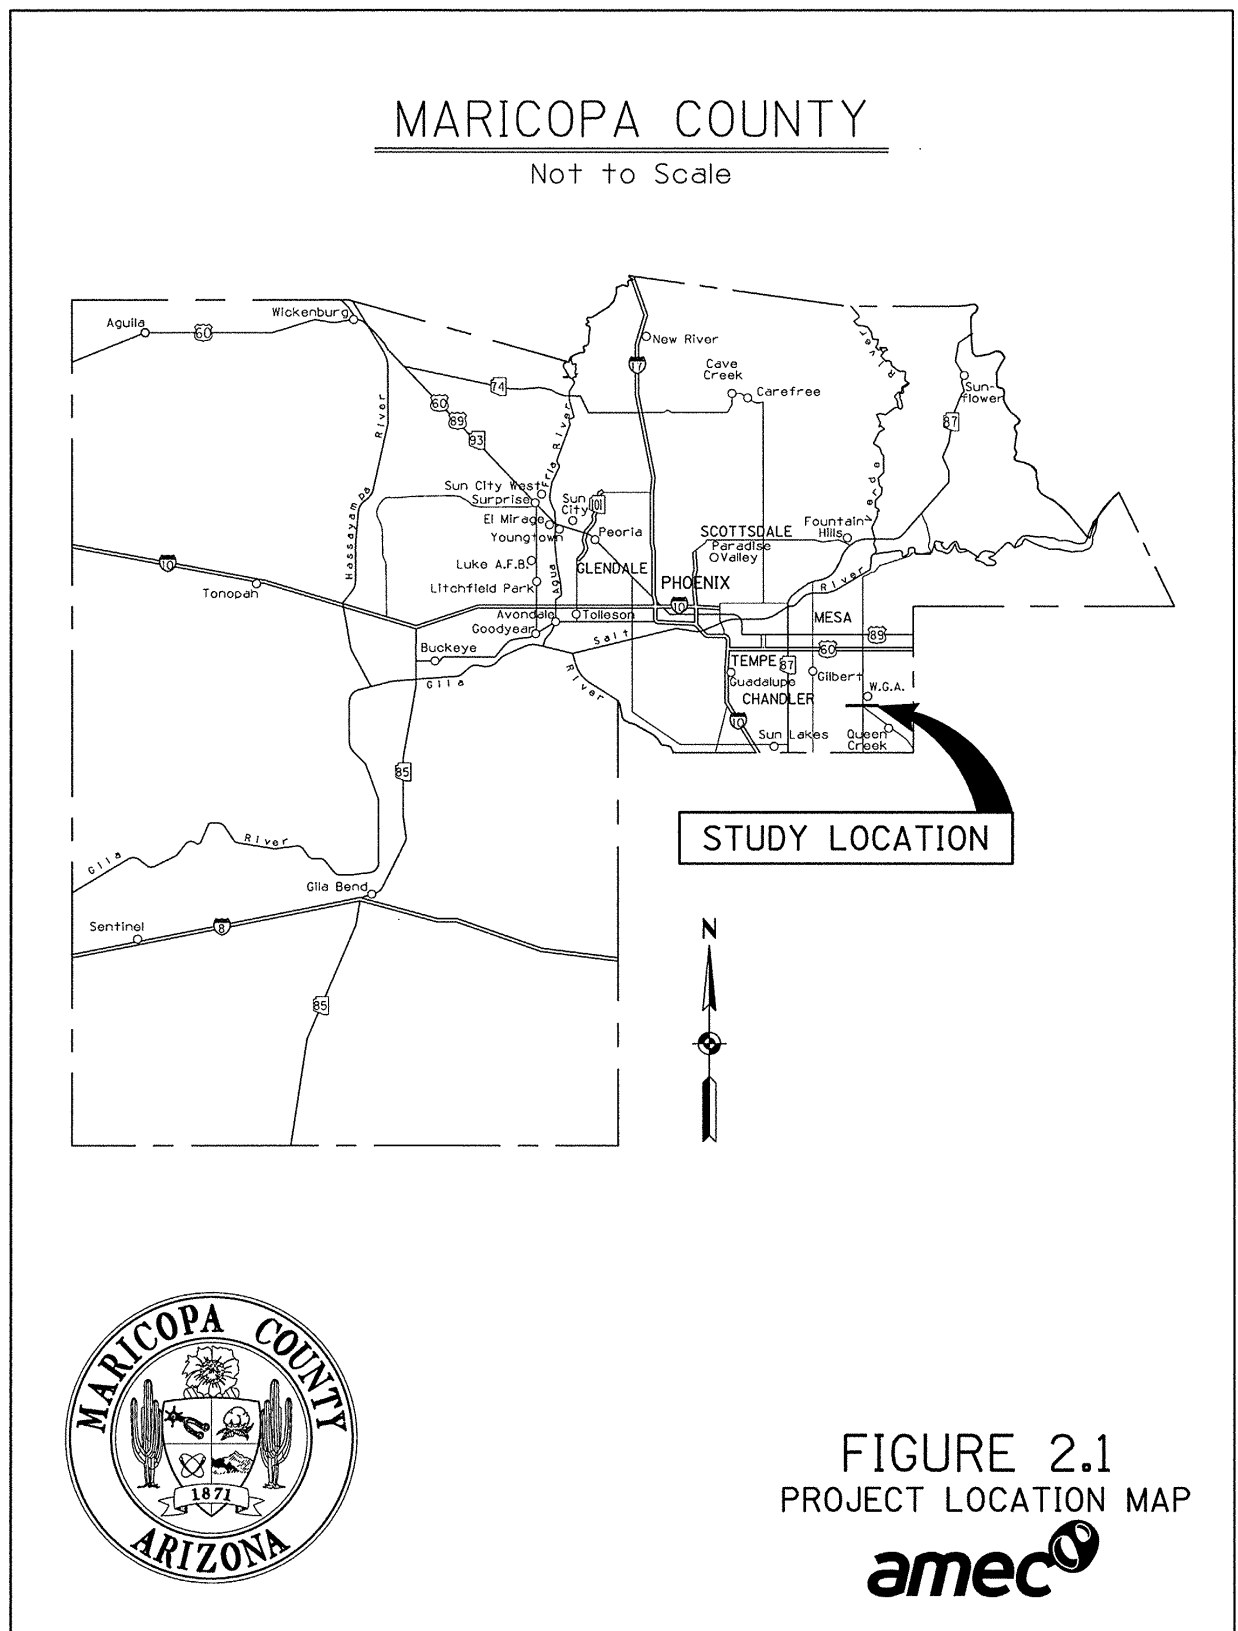 MARICOPA COUNTY
Not to Scale
Wickenburg
Aguila
60
New River
17
Cave
Creek
Carefree
74
60
89
93
Sun-
flower
87
River
Verde
River
Hassayampa
River
Fria
Agua
Sun City West
Surprise
Sun
City
101
El Mirage
Youngtown
Peoria
SCOTTSDALE
Paradise
Valley
Fountain
Hills
Luke A.F.B.
GLENDALE
PHOENIX
Litchfield Park
10
Tonopah
Avondale
Tolleson
10
River
Salt
Goodyear
MESA
89
60
Buckeye
Gila
River
TEMPE
87
Guadalupe
Gilbert
W.G.A.
CHANDLER
10
Sun Lakes
Queen
Creek
85
STUDY LOCATION
Gila
River
Gila Bend
Sentinel
8
N
85
MARICOPA COUNTY
1871
ARIZONA
FIGURE 2.1
PROJECT LOCATION MAP
amec